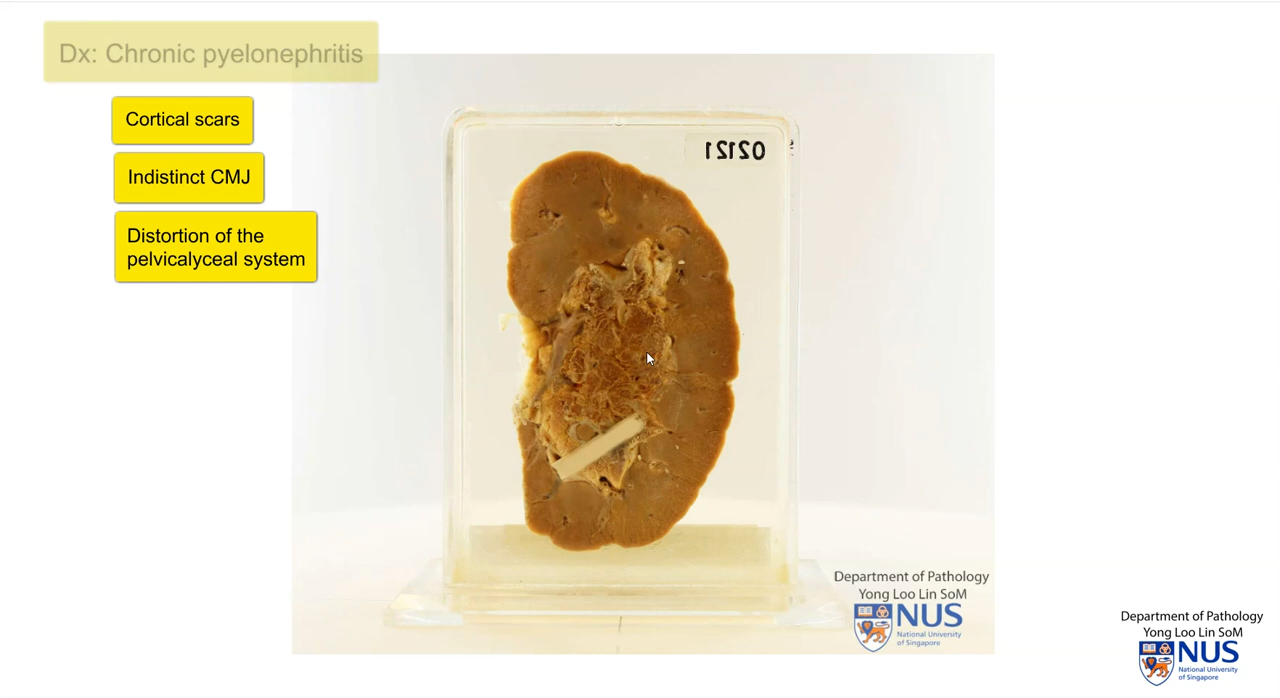 Dx: Chronic pyelonephritis
Cortical scars
Indistinct CMJ
Distortion of the
pelvicalyceal system
02121
Department of Pathology
Yong Loo Lin SoM
NUS
National University
of Singapore
Department of Pathology
Yong Loo Lin SoM
NUS
National University
of Singapore